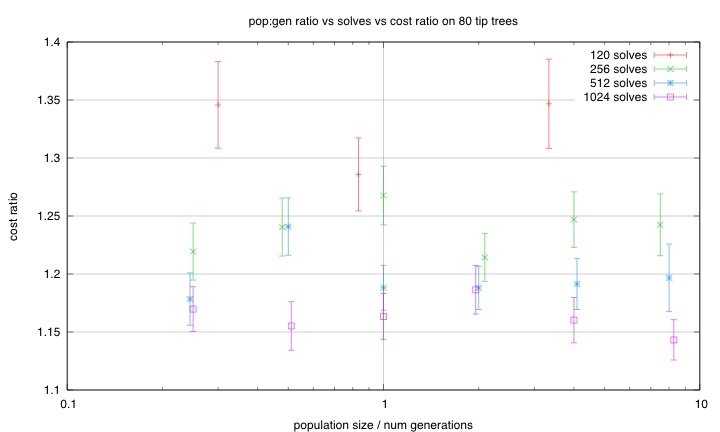 pop:gen ratio vs solves vs cost ratio on 80 tip trees
1.4
1.35
1.3
1.25
1.2
1.15
1.1
cost ratio
120 solves
256 solves
512 solves
1024 solves
0.1
1
10
population size / num generations